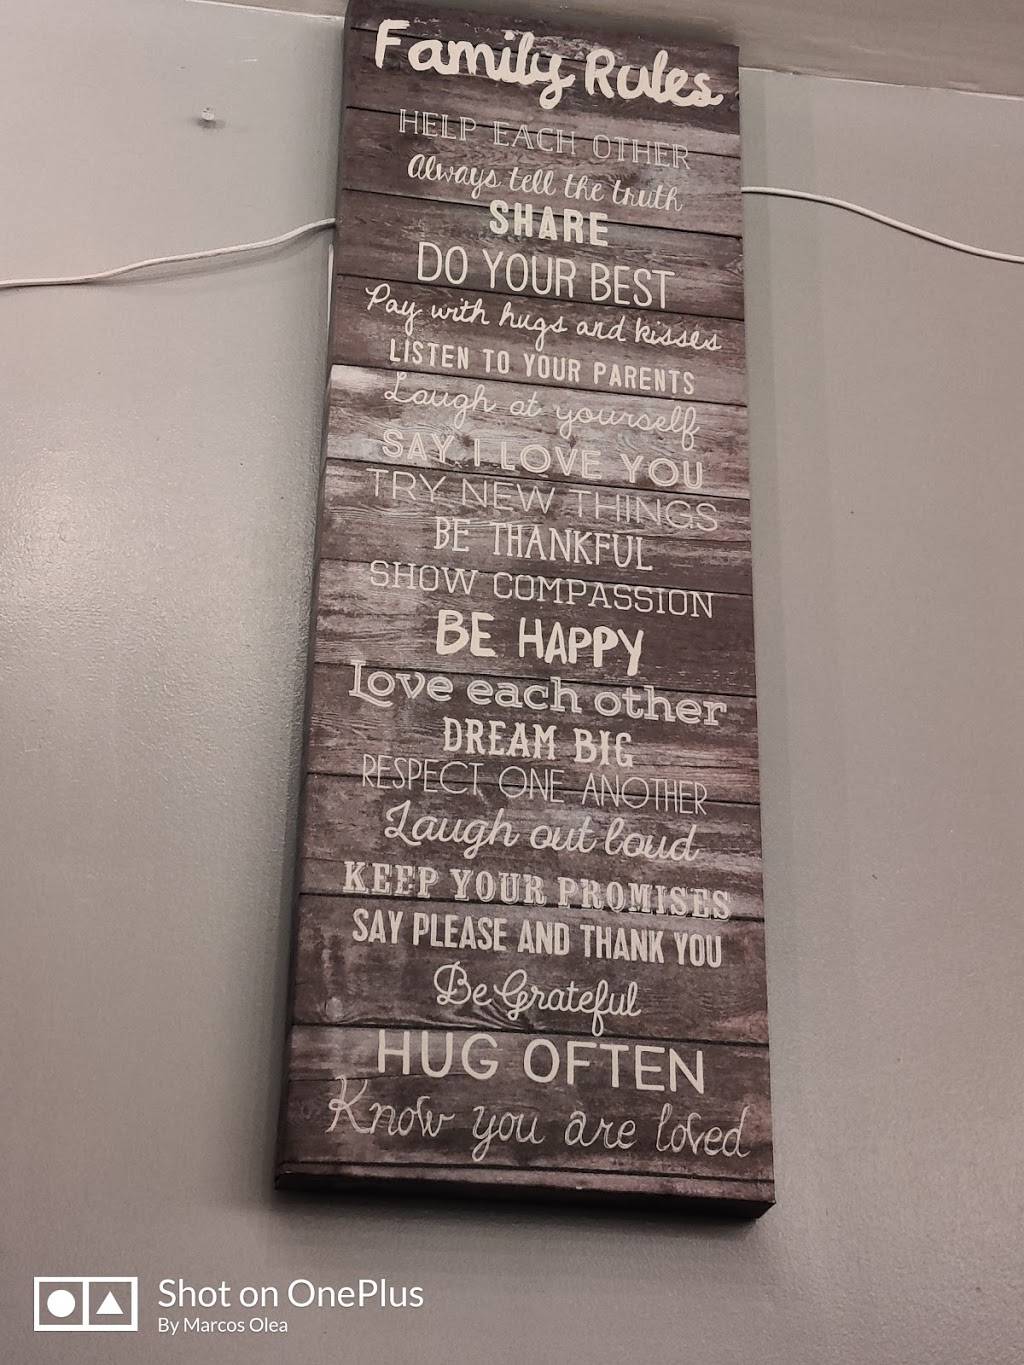 Family Rules
HELP EACH OTHER
Always tell the truth
SHARE
DO YOUR BEST
Pay with hugs and kisses
LISTEN TO YOUR PARENTS
Laugh at yourself
SAY I LOVE YOU
TRY NEW THINGS
BE THANKFUL
SHOW COMPASSION
BE HAPPY
Love each other
DREAM BIG
RESPECT ONE ANOTHER
Laugh out loud
KEEP YOUR PROMISES
SAY PLEASE AND THANK YOU
Be Grateful
HUG OFTEN
Know you are loved
Shot on OnePlus
By Marcos Olea